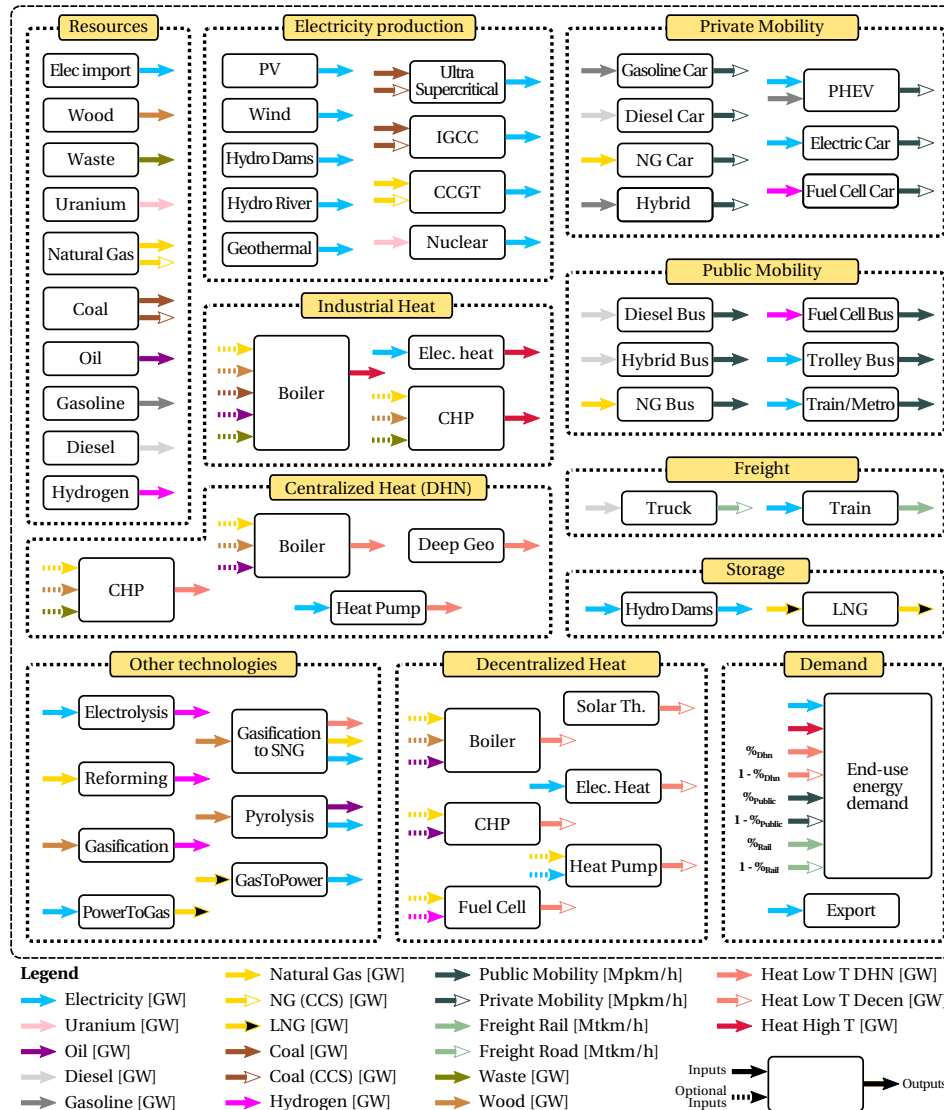 Resources
Elec import
Wood
Waste
Uranium
Natural Gas
Coal
Oil
Gasoline
Diesel
Hydrogen
Electricity production
PV
Wind
Hydro Dams
Hydro River
Geothermal
Ultra
Supercritical
IGCC
CCGT
Nuclear
Private Mobility
Gasoline Car
Diesel Car
NG Car
Hybrid
PHEV
Electric Car
Fuel Cell Car
Industrial Heat
Boiler
Elec. heat
CHP
Public Mobility
Diesel Bus
Hybrid Bus
NG Bus
Fuel Cell Bus
Trolley Bus
Train/Metro
Centralized Heat (DHN)
CHP
Boiler
Deep Geo
Heat Pump
Freight
Truck
Train
Storage
Hydro Dams
LNG
Other technologies
Electrolysis
Reforming
Gasification
PowerToGas
Gasification
to SNG
Pyrolysis
GasToPower
Decentralized Heat
Solar Th.
Boiler
Elec. Heat
CHP
Heat Pump
Fuel Cell
Demand
%Dhn
1 - %Dhn
%Public
1 - %Public
%Rail
1 - %Rail
End-use
energy
demand
Export
Legend
Electricity [GW]
Uranium [GW]
Oil [GW]
Diesel [GW]
Gasoline [GW]
Natural Gas [GW]
NG (CCS) [GW]
LNG [GW]
Coal [GW]
Coal (CCS) [GW]
Hydrogen [GW]
Public Mobility [Mpkm/h]
Private Mobility [Mpkm/h]
Freight Rail [Mtkm/h]
Freight Road [Mtkm/h]
Waste [GW]
Wood [GW]
Heat Low T DHN [GW]
Heat Low T Decen [GW]
Heat High T [GW]
Inputs
Optional
Inputs
Outputs